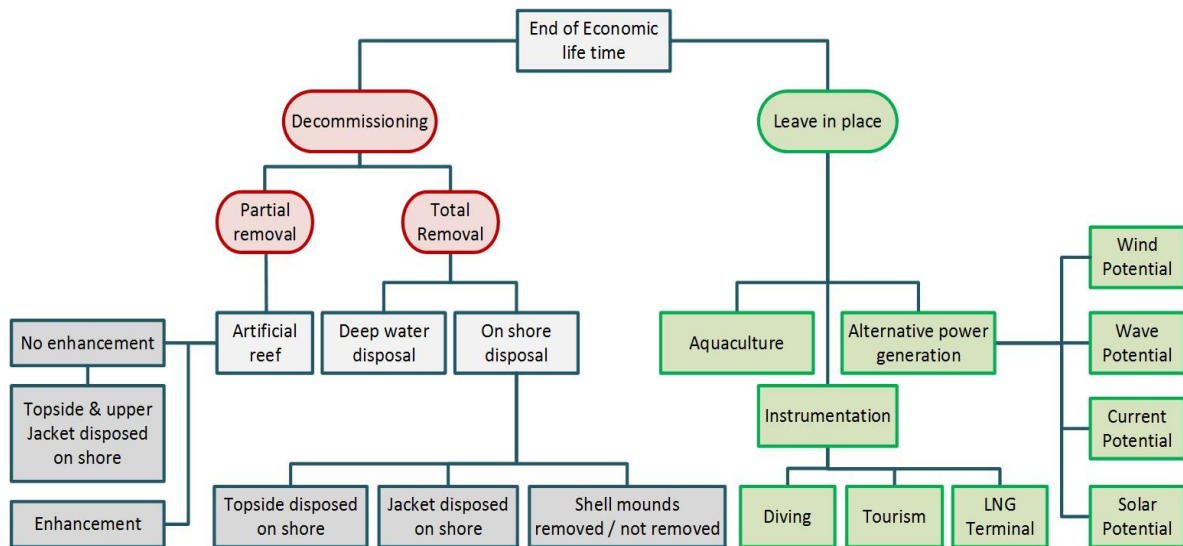 End of Economic
life time
Decommissioning
Leave in place
Partial
removal
Total
Removal
Wind
Potential
No enhancement
Artificial
reef
Deep water
disposal
On shore
disposal
Aquaculture
Alternative power
generation
Wave
Potential
Topside & upper
Jacket disposed
on shore
Instrumentation
Current
Potential
Enhancement
Topside disposed
on shore
Jacket disposed
on shore
Shell mounds
removed / not removed
Diving
Tourism
LNG
Terminal
Solar
Potential